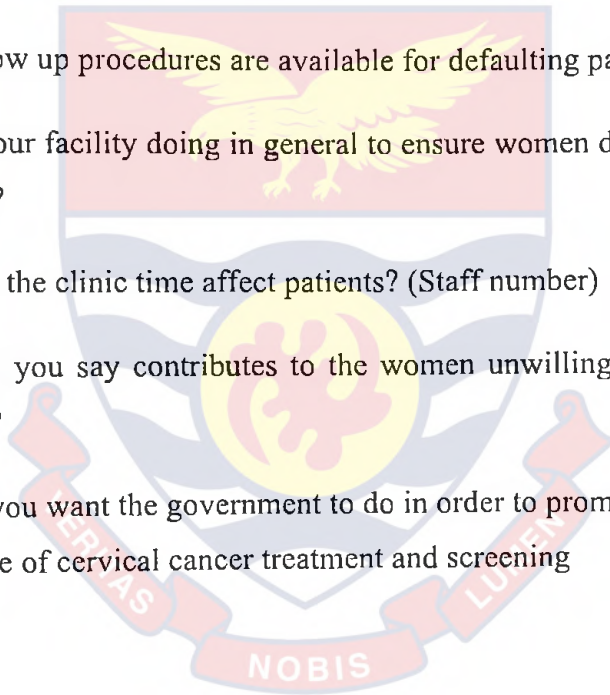 ow up procedures are available for defaulting pa
our facility doing in general to ensure women d
?
the clinic time affect patients? (Staff number)
you say contributes to the women unwilling
you want the government to do in order to prom
e of cervical cancer treatment and screening
VERITAS
NOBIS
LUMEN